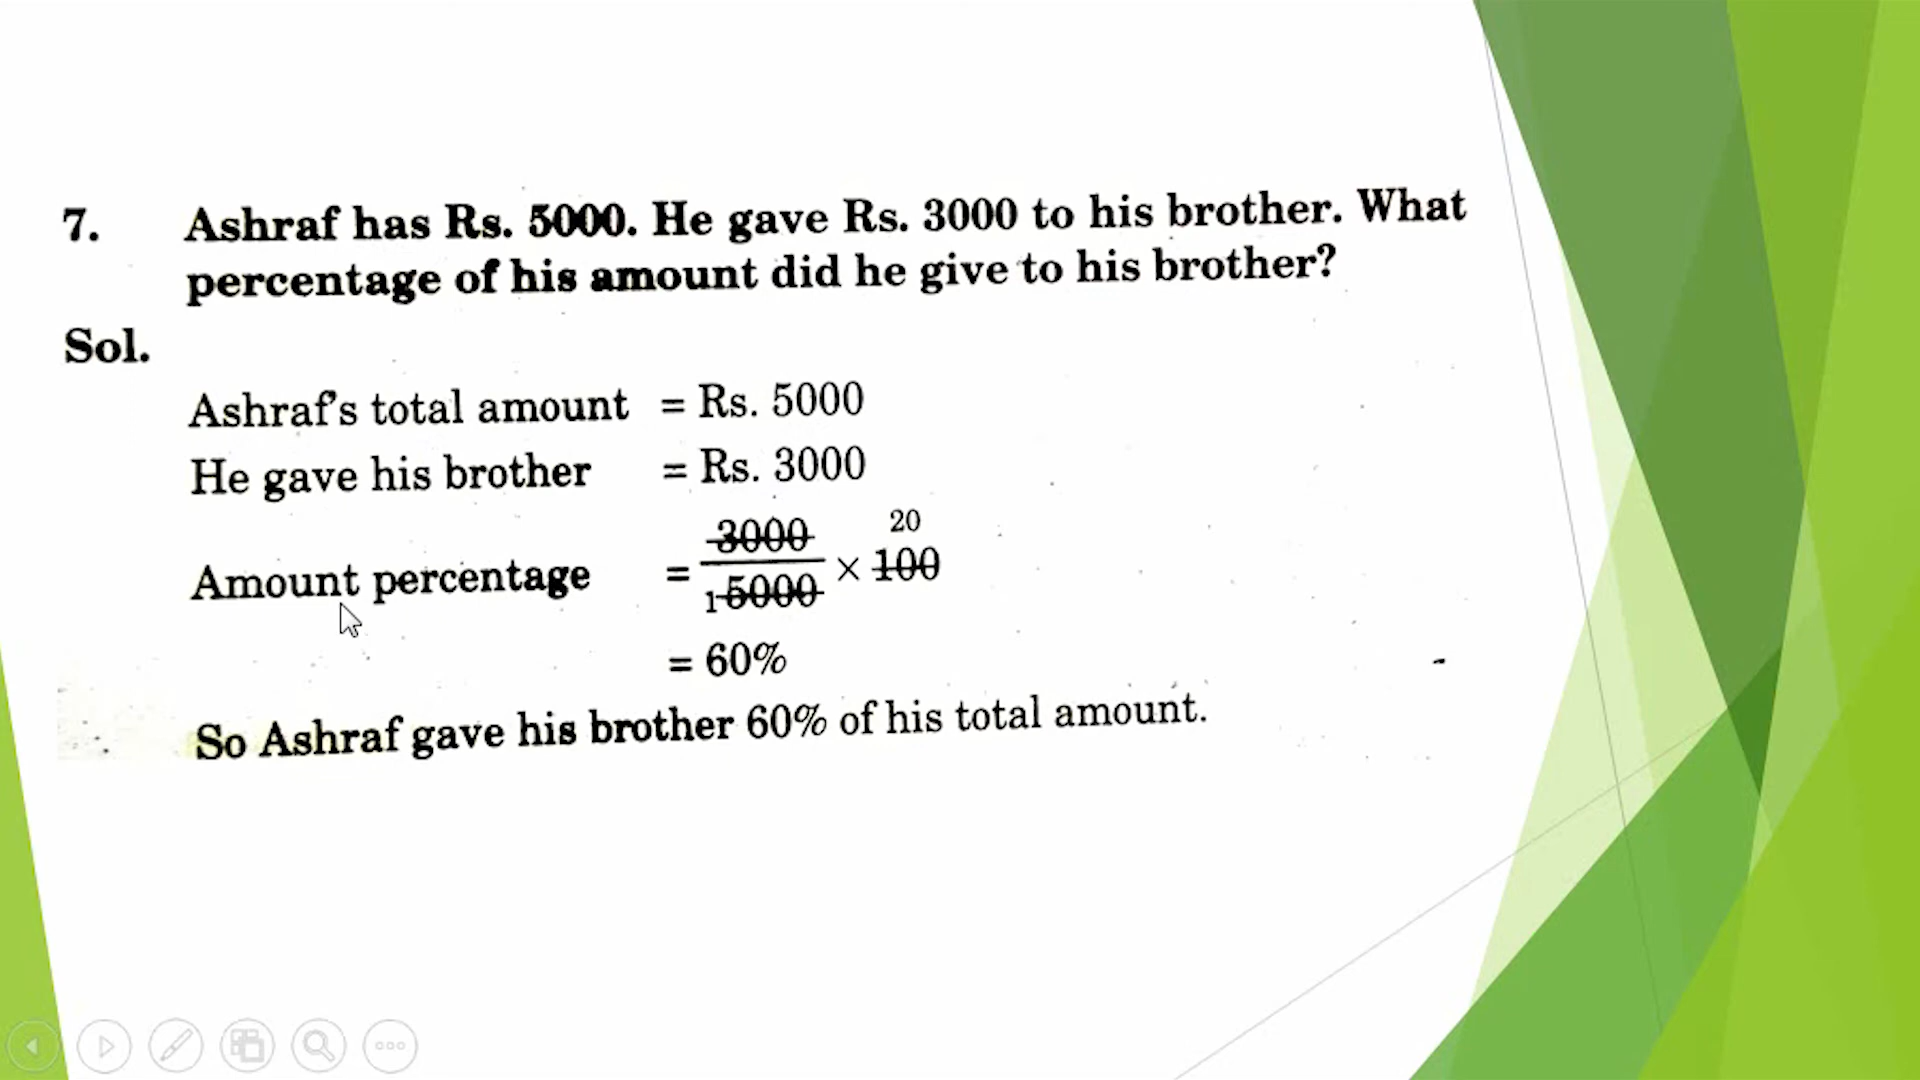 7. Ashraf has Rs. 5000. He gave Rs. 3000 to his brother. What
percentage of his amount did he give to his brother?
Sol.
Ashraf's total amount = Rs. 5000
He gave his brother = Rs. 3000
20
Amount percentage = 3000 / 1 5000 × 100
= 60%
So Ashraf gave his brother 60% of his total amount.